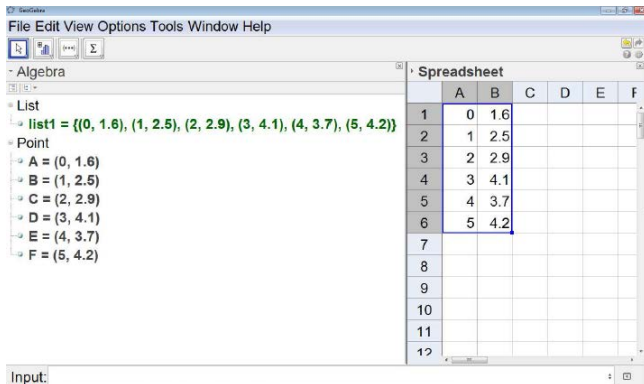 GeoGebra
File Edit View Options Tools Window Help
Algebra
List
list1 = {(0, 1.6), (1, 2.5), (2, 2.9), (3, 4.1), (4, 3.7), (5, 4.2)}
Point
A = (0, 1.6)
B = (1, 2.5)
C = (2, 2.9)
D = (3, 4.1)
E = (4, 3.7)
F = (5, 4.2)
Spreadsheet
A B C D E F
1 0 1.6
2 1 2.5
3 2 2.9
4 3 4.1
5 4 3.7
6 5 4.2
7
8
9
10
11
12
Input: